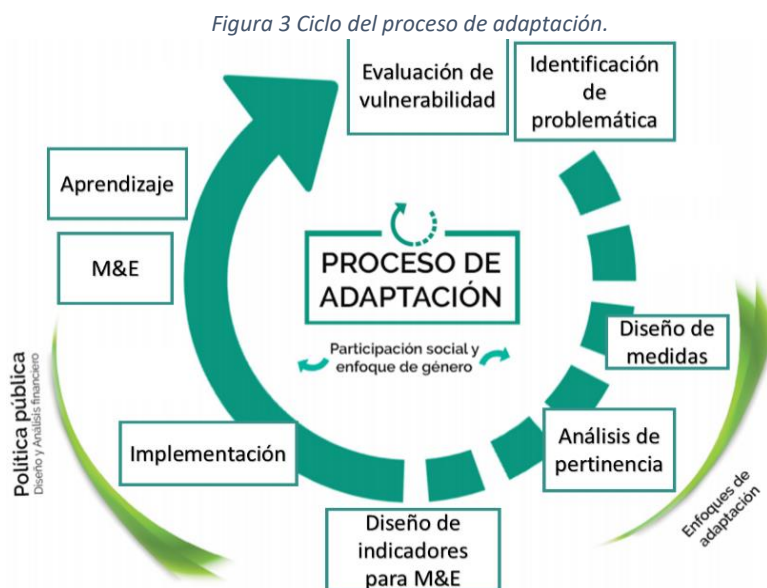 Figura 3 Ciclo del proceso de adaptación.
Evaluación de
vulnerabilidad
Identificación
de
problemática
Aprendizaje
M&E
PROCESO DE
ADAPTACIÓN
Participación social y
enfoque de género
Diseño de
medidas
Análisis de
pertinencia
Implementación
Diseño de
indicadores
para M&E
Política pública
Diseño y Análisis financiero
Enfoques de
adaptación